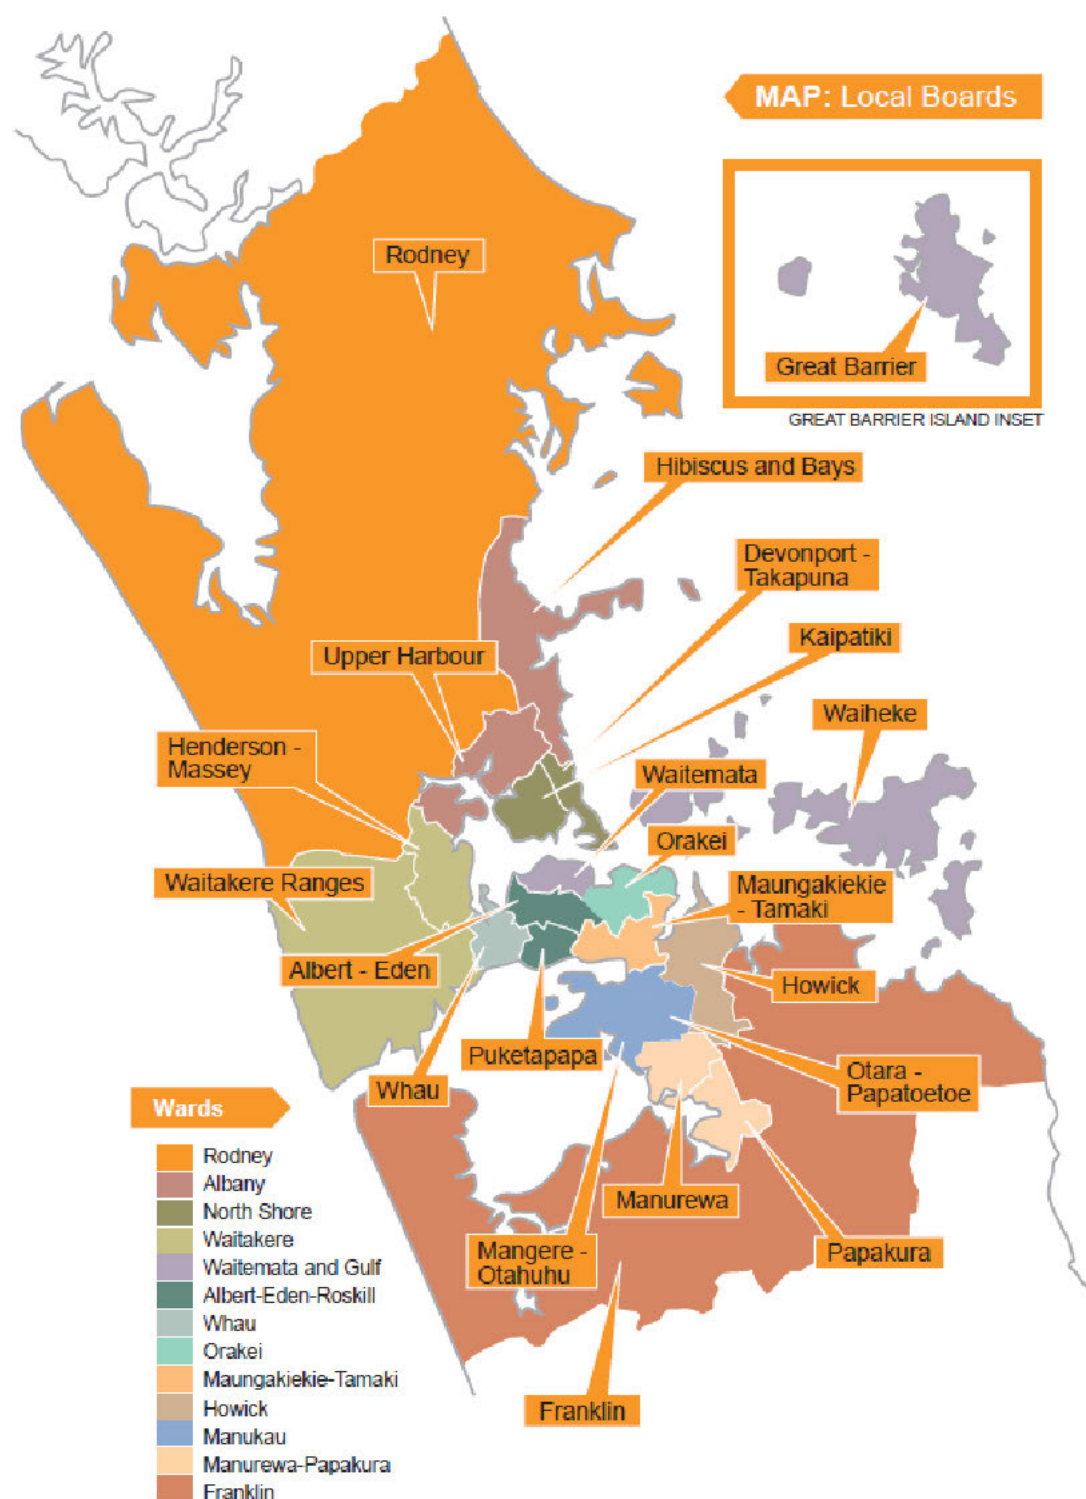 MAP: Local Boards
Rodney
Great Barrier
GREAT BARRIER ISLAND INSET
Hibiscus and Bays
Devonport -
Takapuna
Kaipatiki
Upper Harbour
Waiheke
Henderson -
Massey
Waitemata
Orakei
Waitakere Ranges
Maungakiekie
- Tamaki
Albert - Eden
Howick
Puketapapa
Whau
Otara -
Papatoetoe
Manurewa
Mangere -
Otahuhu
Papakura
Franklin
Wards
Rodney
Albany
North Shore
Waitakere
Waitemata and Gulf
Albert-Eden-Roskill
Whau
Orakei
Maungakiekie-Tamaki
Howick
Manukau
Manurewa-Papakura
Franklin